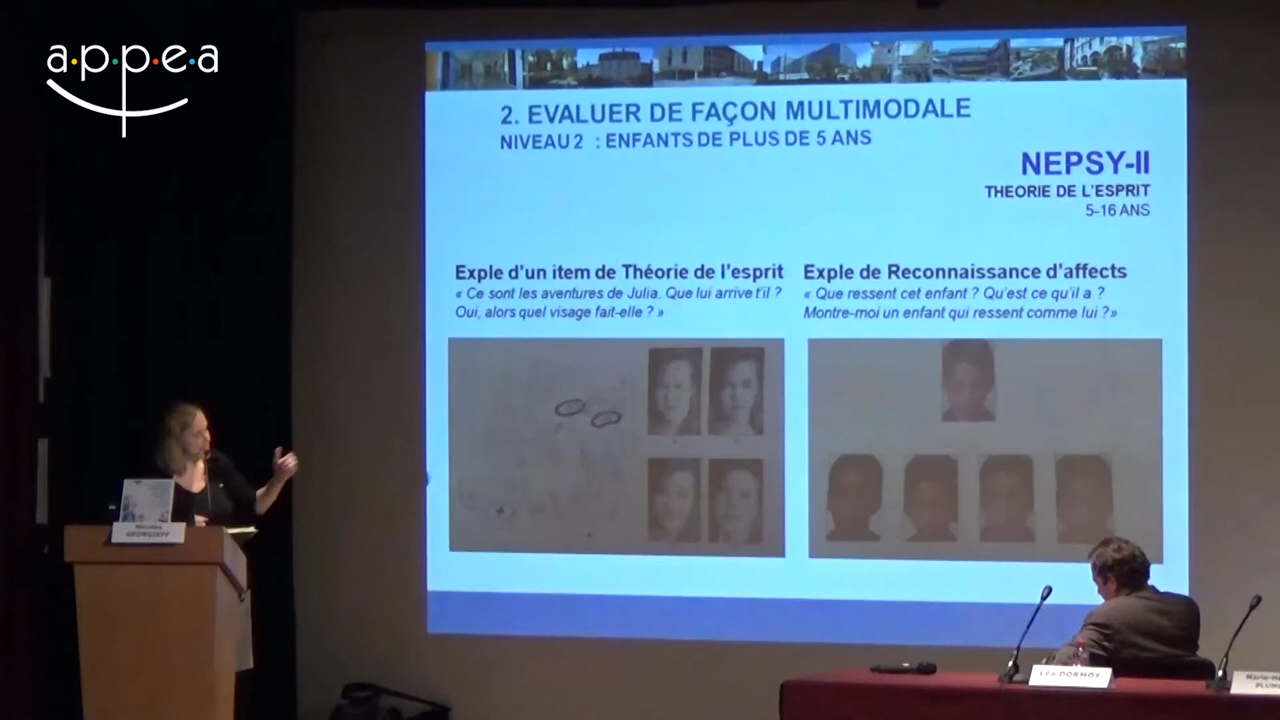 a·p·p·e·a
2. EVALUER DE FAÇON MULTIMODALE
NIVEAU 2 : ENFANTS DE PLUS DE 5 ANS
NEPSY-II
THEORIE DE L'ESPRIT
5-16 ANS
Exple d'un item de Théorie de l'esprit
« Ce sont les aventures de Julia. Que lui arrive t'il ?
Oui, alors quel visage fait-elle ? »
Exple de Reconnaissance d'affects
« Que ressent cet enfant ? Qu'est ce qu'il a ?
Montre-moi un enfant qui ressent comme lui ?»
Nicolas
GEORGIEFF
Léa DORMOY